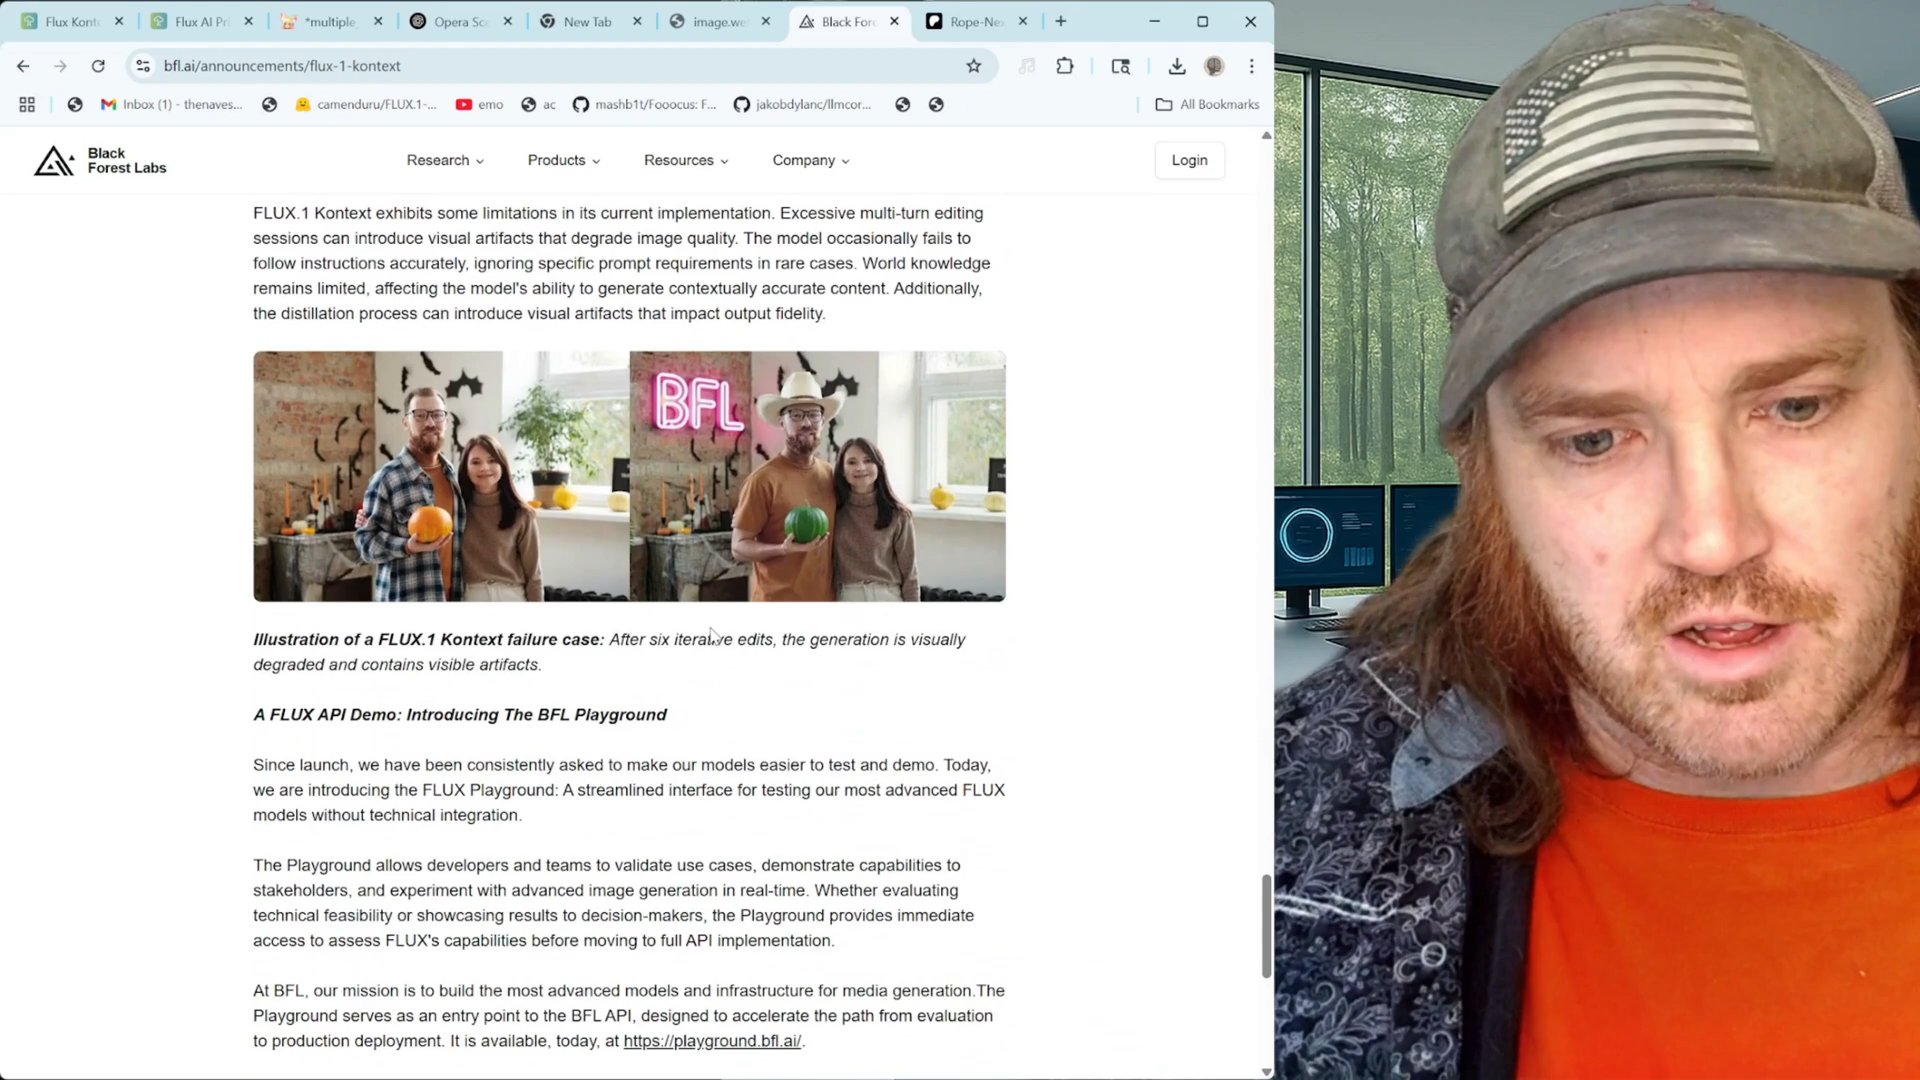 Flux Kont
Flux AI Pri
*multiple_
Opera Sc
New Tab
image.we
Black Fore
Rope-Nex
bfl.ai/announcements/flux-1-kontext
Inbox (1) - thenaves...
camenduru/FLUX.1-...
emo
ac
mashb1t/Fooocus: F...
jakobdylanc/llmcor...
All Bookmarks
Black
Forest Labs
Research
Products
Resources
Company
Login
FLUX.1 Kontext exhibits some limitations in its current implementation. Excessive multi-turn editing
sessions can introduce visual artifacts that degrade image quality. The model occasionally fails to
follow instructions accurately, ignoring specific prompt requirements in rare cases. World knowledge
remains limited, affecting the model's ability to generate contextually accurate content. Additionally,
the distillation process can introduce visual artifacts that impact output fidelity.
BFL
Illustration of a FLUX.1 Kontext failure case: After six iterative edits, the generation is visually
degraded and contains visible artifacts.
A FLUX API Demo: Introducing The BFL Playground
Since launch, we have been consistently asked to make our models easier to test and demo. Today,
we are introducing the FLUX Playground: A streamlined interface for testing our most advanced FLUX
models without technical integration.
The Playground allows developers and teams to validate use cases, demonstrate capabilities to
stakeholders, and experiment with advanced image generation in real-time. Whether evaluating
technical feasibility or showcasing results to decision-makers, the Playground provides immediate
access to assess FLUX's capabilities before moving to full API implementation.
At BFL, our mission is to build the most advanced models and infrastructure for media generation.The
Playground serves as an entry point to the BFL API, designed to accelerate the path from evaluation
to production deployment. It is available, today, at https://playground.bfl.ai/.